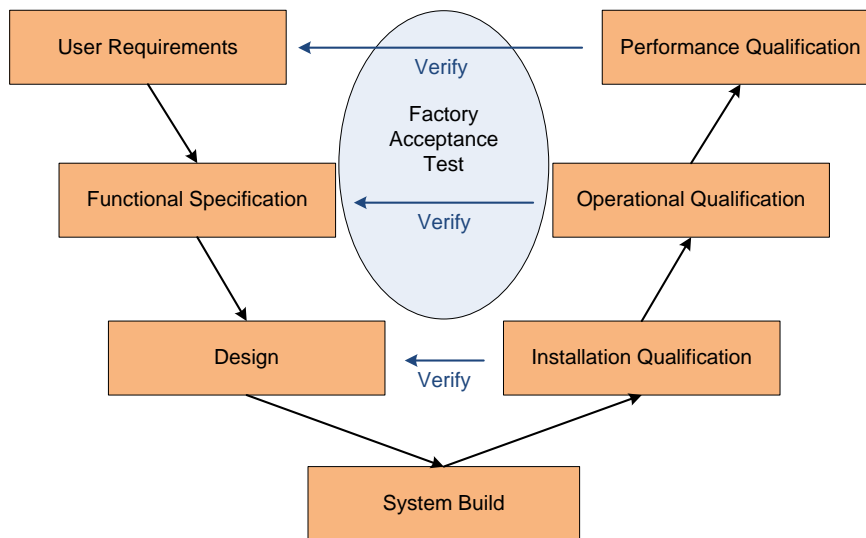 User Requirements
Performance Qualification
Verify
Factory
Acceptance
Test
Functional Specification
Operational Qualification
Verify
Design
Installation Qualification
Verify
System Build